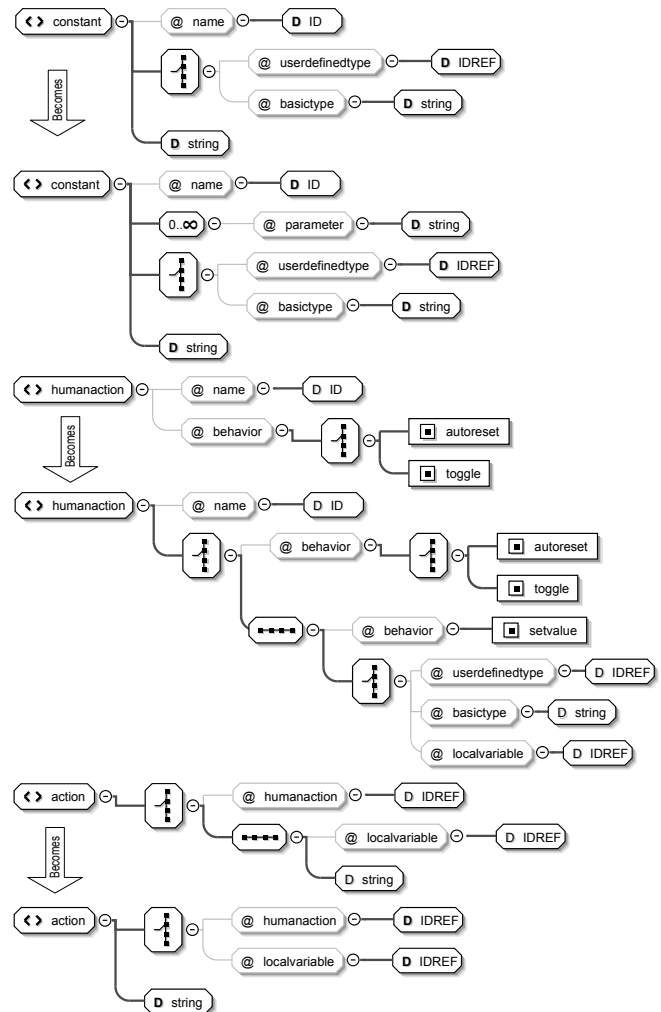 <> constant @ name D ID
@ userdefinedtype D IDREF
@ basictype D string
D string
Becomes
<> constant @ name D ID
0..∞ @ parameter D string
@ userdefinedtype D IDREF
@ basictype D string
D string
<> humanaction @ name D ID
@ behavior autoreset
toggle
Becomes
<> humanaction @ name D ID
@ behavior autoreset
toggle
@ behavior setvalue
@ userdefinedtype D IDREF
@ basictype D string
@ localvariable D IDREF
<> action @ humanaction D IDREF
@ localvariable D IDREF
D string
Becomes
<> action @ humanaction D IDREF
@ localvariable D IDREF
D string